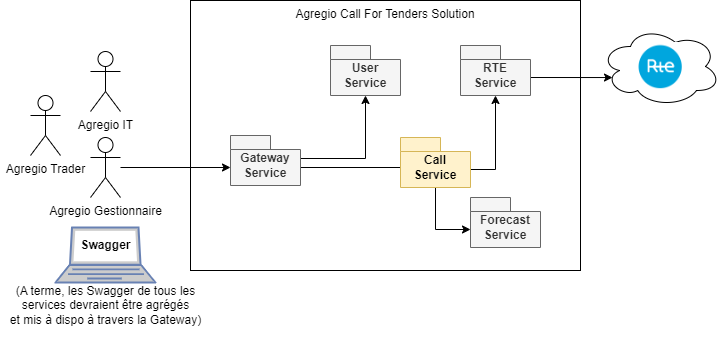 Agregio Call For Tenders Solution
User
Service
RTE
Service
Rte
Agregio IT
Agregio Trader
Gateway
Service
Call
Service
Agregio Gestionnaire
Forecast
Service
Swagger
(A terme, les Swagger de tous les
services devraient être agrégés
et mis à dispo à travers la Gateway)